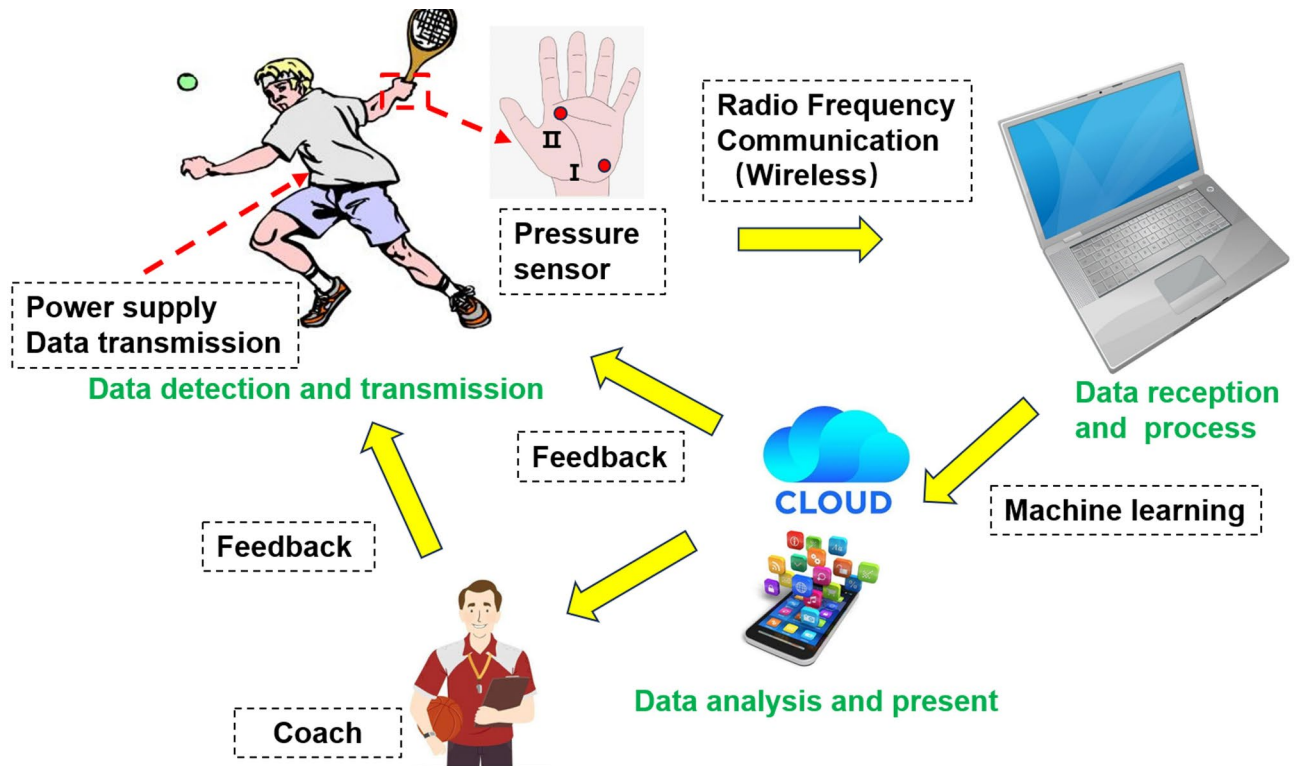 II
I
Radio Frequency
Communication
（Wireless）
Pressure
sensor
Power supply
Data transmission
Data detection and transmission
Data reception
and process
Feedback
CLOUD
Machine learning
Feedback
Coach
Data analysis and present